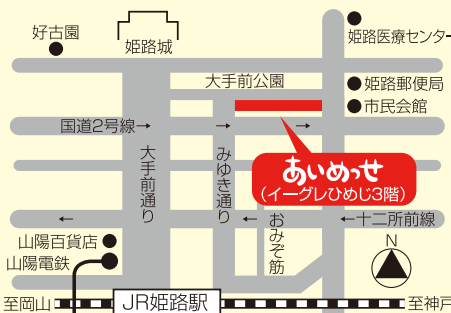 好古園
姫路城
姫路医療センター
大手前公園
姫路郵便局
市民会館
国道2号線→
→
→
大手前通り
みゆき通り
あいめっせ
(イーグレひめじ3階)
←
←
おみぞ筋
←十二所前線
山陽百貨店
山陽電鉄
N
至岡山
JR姫路駅
至神戸